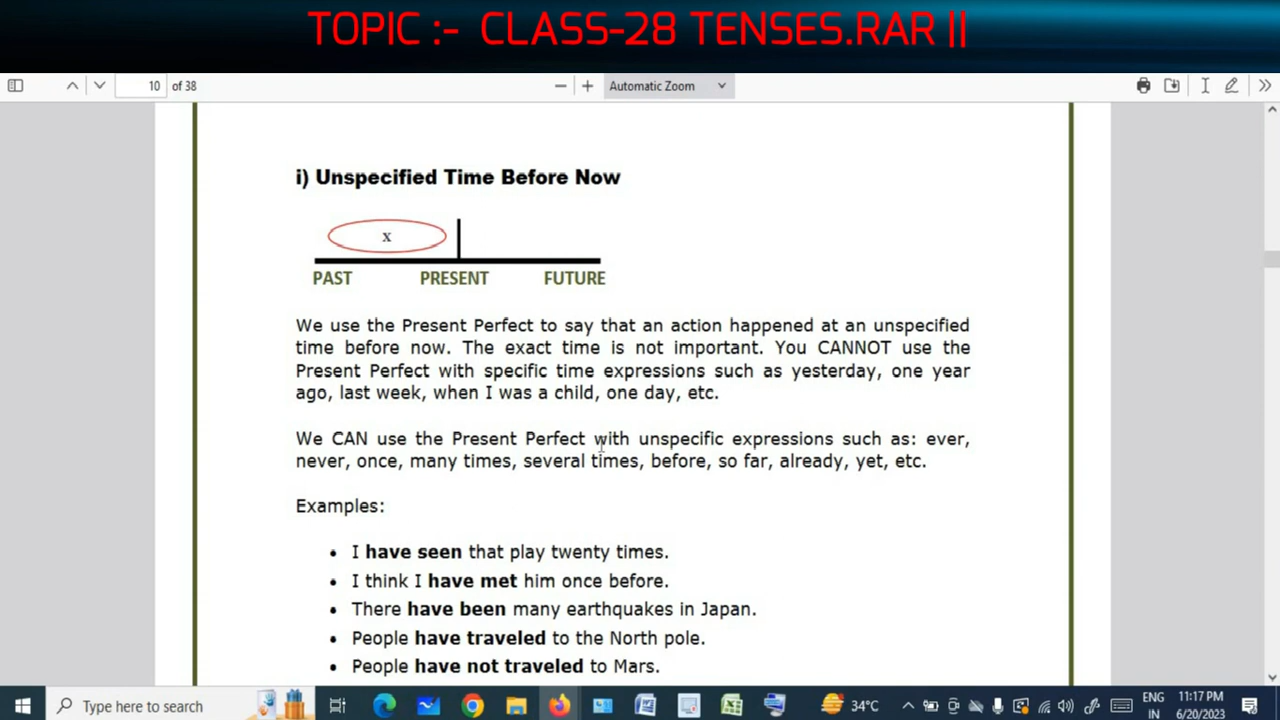 TOPIC :- CLASS-28 TENSES.RAR ||
10 of 38
Automatic Zoom
i) Unspecified Time Before Now
x
PAST PRESENT FUTURE
We use the Present Perfect to say that an action happened at an unspecified
time before now. The exact time is not important. You CANNOT use the
Present Perfect with specific time expressions such as yesterday, one year
ago, last week, when I was a child, one day, etc.
We CAN use the Present Perfect with unspecific expressions such as: ever,
never, once, many times, several times, before, so far, already, yet, etc.
Examples:
• I have seen that play twenty times.
• I think I have met him once before.
• There have been many earthquakes in Japan.
• People have traveled to the North pole.
• People have not traveled to Mars.
Type here to search
34°C
ENG
IN
11:17 PM
6/20/2023